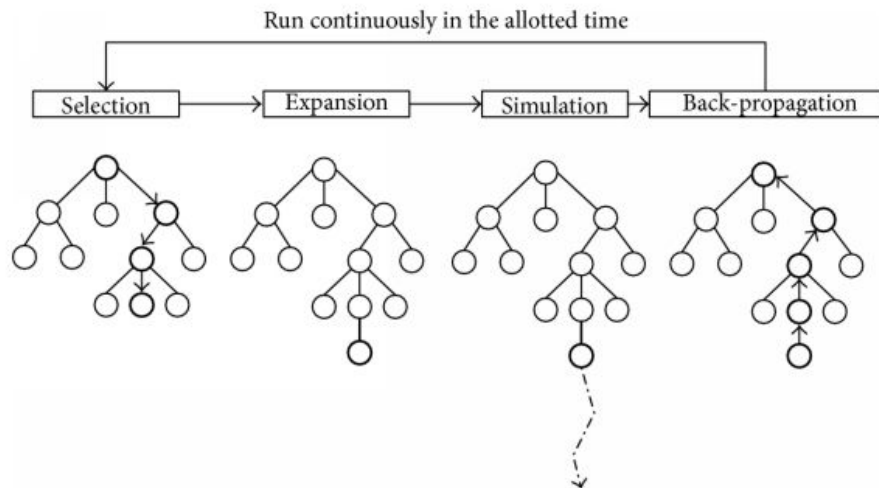 Run continuously in the allotted time
Selection
Expansion
Simulation
Back-propagation